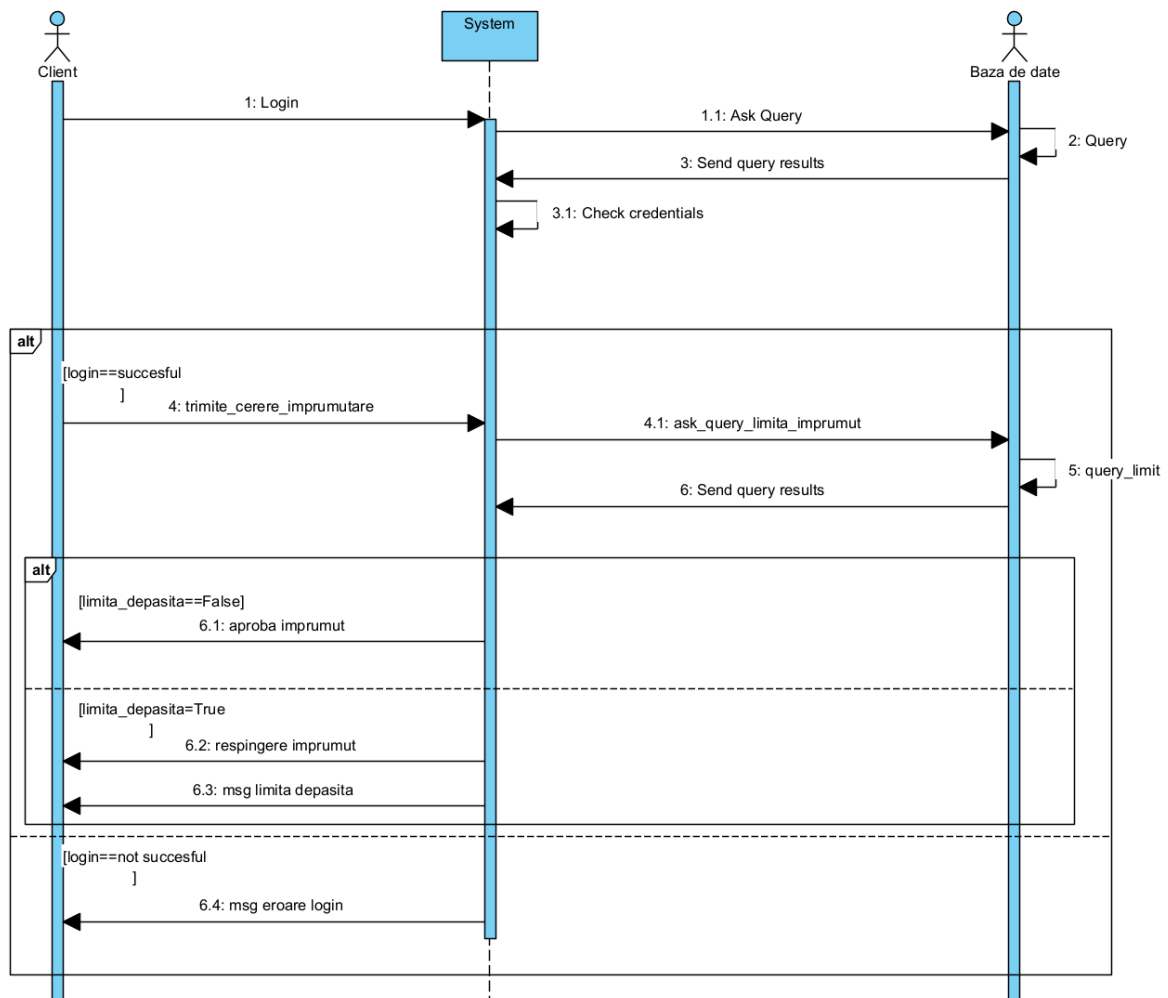 System
Client
Baza de date
1: Login
1.1: Ask Query
2: Query
3: Send query results
3.1: Check credentials
alt
[login==succesful
]
4: trimite_cerere_imprumutare
4.1: ask_query_limita_imprumut
5: query_limit
6: Send query results
alt
[limita_depasita==False]
6.1: aproba imprumut
[limita_depasita=True
]
6.2: respingere imprumut
6.3: msg limita depasita
[login==not succesful
]
6.4: msg eroare login